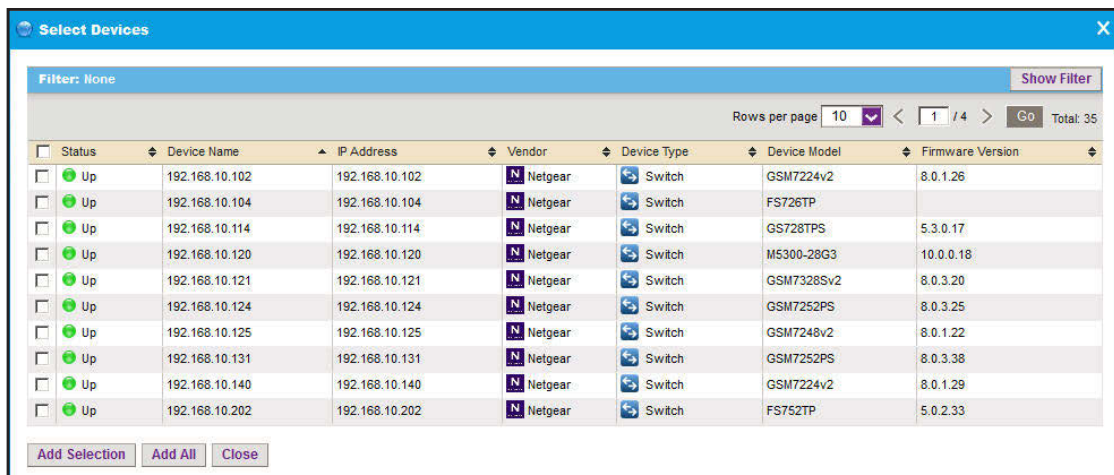 Select Devices X
Filter: None Show Filter
Rows per page 10 < 1 / 4 > Go Total: 35
Status Device Name IP Address Vendor Device Type Device Model Firmware Version
Up 192.168.10.102 192.168.10.102 N Netgear Switch GSM7224v2 8.0.1.26
Up 192.168.10.104 192.168.10.104 N Netgear Switch FS726TP
Up 192.168.10.114 192.168.10.114 N Netgear Switch GS728TPS 5.3.0.17
Up 192.168.10.120 192.168.10.120 N Netgear Switch M5300-28G3 10.0.0.18
Up 192.168.10.121 192.168.10.121 N Netgear Switch GSM7328Sv2 8.0.3.20
Up 192.168.10.124 192.168.10.124 N Netgear Switch GSM7252PS 8.0.3.25
Up 192.168.10.125 192.168.10.125 N Netgear Switch GSM7248v2 8.0.1.22
Up 192.168.10.131 192.168.10.131 N Netgear Switch GSM7252PS 8.0.3.38
Up 192.168.10.140 192.168.10.140 N Netgear Switch GSM7224v2 8.0.1.29
Up 192.168.10.202 192.168.10.202 N Netgear Switch FS752TP 5.0.2.33
Add Selection Add All Close